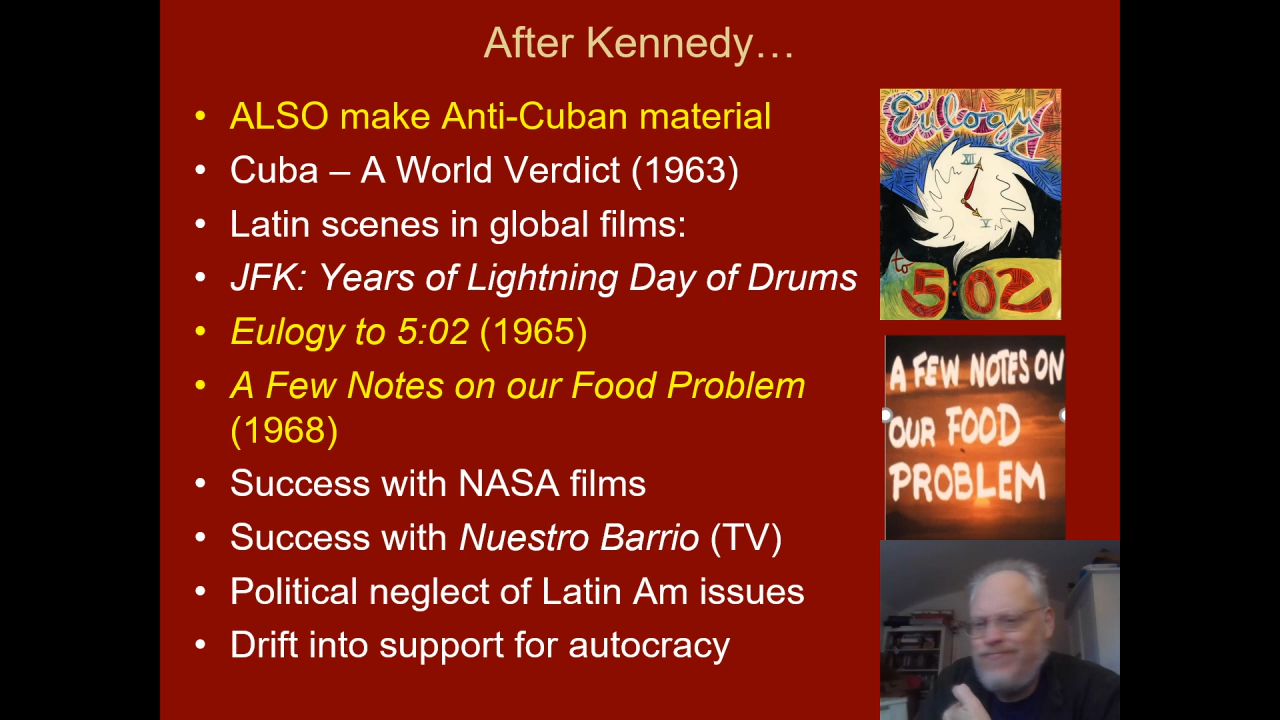 After Kennedy…
• ALSO make Anti-Cuban material
• Cuba – A World Verdict (1963)
• Latin scenes in global films:
• JFK: Years of Lightning Day of Drums
• Eulogy to 5:02 (1965)
• A Few Notes on our Food Problem
(1968)
• Success with NASA films
• Success with Nuestro Barrio (TV)
• Political neglect of Latin Am issues
• Drift into support for autocracy
Eulogy
XII
V
to
5:02
A FEW NOTES ON
OUR FOOD
PROBLEM